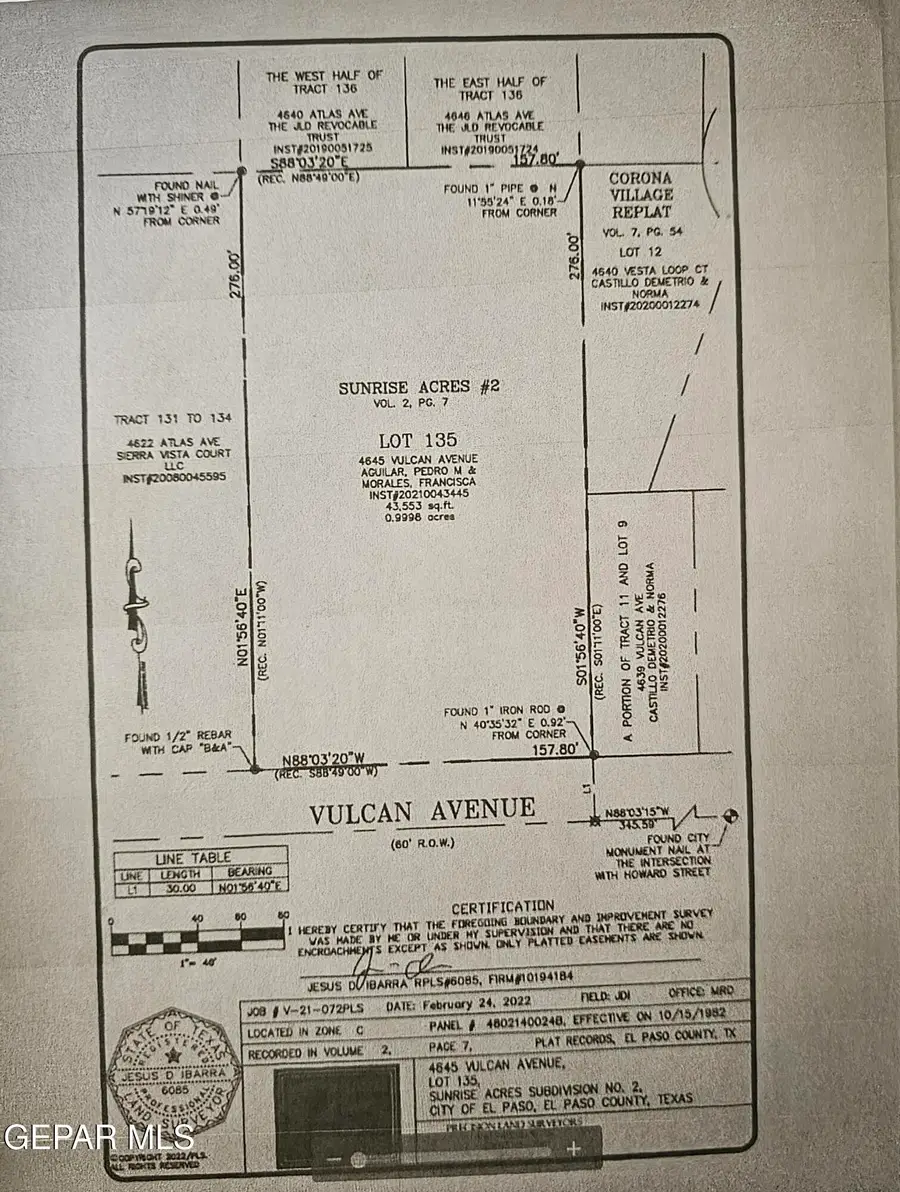 THE WEST HALF OF
TRACT 136
4640 ATLAS AVE
THE JLD REVOCABLE
TRUST
INST#20190051725
S88°03'20"E
(REC. N88°49'00"E)
THE EAST HALF OF
TRACT 136
4646 ATLAS AVE
THE JLD REVOCABLE
TRUST
INST#20190051724
157.80'
FOUND NAIL
WITH SHINER @
N 57°19'12" E 0.49'
FROM CORNER
FOUND 1" PIPE @ N
11°55'24" E 0.18'
FROM CORNER
CORONA
VILLAGE
REPLAT
VOL. 7, PG. 54
LOT 12
4640 VESTA LOOP CT
CASTILLO DEMETRIO &
NORMA
INST#20200012274
276.00'
276.00'
SUNRISE ACRES #2
VOL. 2, PG. 7
LOT 135
4645 VULCAN AVENUE
AGUILAR, PEDRO M &
MORALES, FRANCISCA
INST#20210043445
43,553 sq.ft.
0.9998 acres
TRACT 131 TO 134
4622 ATLAS AVE
SIERRA VISTA COURT
LLC
INST#20080045595
N01°56'40"E
(REC. N01°11'00"W)
S01°56'40"W
(REC. S01°11'00"E)
A PORTION OF TRACT 11 AND LOT 9
4639 VULCAN AVE
CASTILLO DEMETRIO & NORMA
INST#20200012276
FOUND 1/2" REBAR
WITH CAP "B&A"
FOUND 1" IRON ROD @
N 40°35'32" E 0.92'
FROM CORNER
157.80'
N88°03'20"W
(REC. S88°49'00"W)
L1
VULCAN AVENUE
(60' R.O.W.)
N88°03'15"W
345.59'
FOUND CITY
MONUMENT NAIL AT
THE INTERSECTION
WITH HOWARD STREET
LINE TABLE
LINE LENGTH BEARING
L1 30.00 N01°56'40"E
0 40 60 80
1"= 40'
CERTIFICATION
I HEREBY CERTIFY THAT THE FOREGOING BOUNDARY AND IMPROVEMENT SURVEY
WAS MADE BY ME OR UNDER MY SUPERVISION AND THAT THERE ARE NO
ENCROACHMENTS EXCEPT AS SHOWN. ONLY PLATTED EASEMENTS ARE SHOWN.
JESUS D IBARRA RPLS#6085, FIRM#10194184
JOB # V-21-072PLS DATE: February 24, 2022 FIELD: JDI OFFICE: MRD
LOCATED IN ZONE C PANEL # 4802140024B, EFFECTIVE ON 10/15/1982
RECORDED IN VOLUME 2, PAGE 7, PLAT RECORDS, EL PASO COUNTY, TX
4645 VULCAN AVENUE,
LOT 135,
SUNRISE ACRES SUBDIVISION NO. 2,
CITY OF EL PASO, EL PASO COUNTY, TEXAS
PRECISION LAND SURVEYORS
STATE OF TEXAS
REGISTERED
JESUS D IBARRA
6085
PROFESSIONAL
LAND SURVEYOR
GEPAR MLS
©COPYRIGHT 2022/PLS.
ALL RIGHTS RESERVED